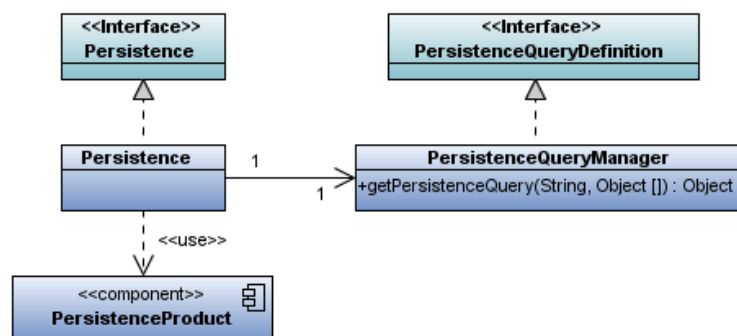 <<Interface>>
Persistence
<<Interface>>
PersistenceQueryDefinition
Persistence
1
1
PersistenceQueryManager
+getPersistenceQuery(String, Object []) : Object
<<use>>
<<component>>
PersistenceProduct